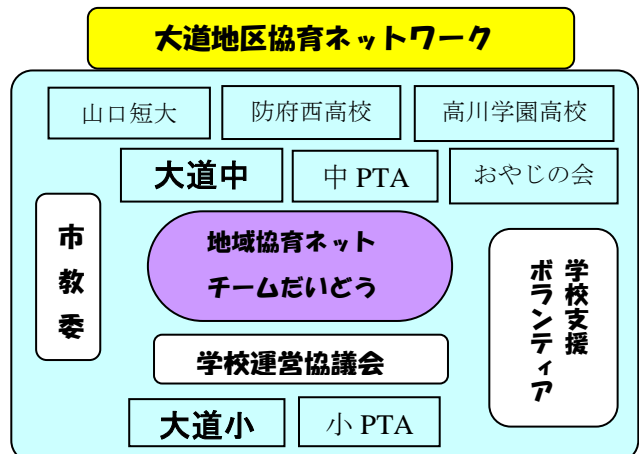 大道地区協育ネットワーク
山口短大
防府西高校
高川学園高校
大道中
中 PTA
おやじの会
市教委
地域協育ネット
チームだいどう
学校支援
ボランティア
学校運営協議会
大道小
小 PTA